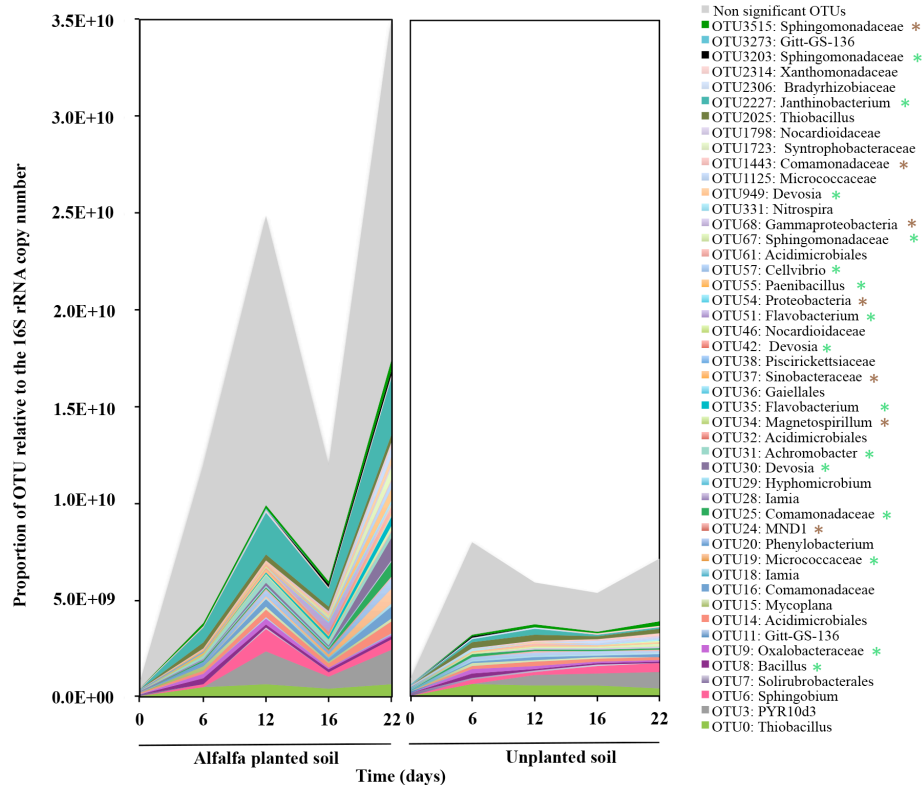 Proportion of OTU relative to the 16S rRNA copy number
3.5E+10
3.0E+10
2.5E+10
2.0E+10
1.5E+10
1.0E+10
5.0E+09
0.0E+00
0 6 12 16 22
0 6 12 16 22
Alfalfa planted soil
Unplanted soil
Time (days)
Non significant OTUs
OTU3515: Sphingomonadaceae *
OTU3273: Gitt-GS-136
OTU3203: Sphingomonadaceae *
OTU2314: Xanthomonadaceae
OTU2306: Bradyrhizobiaceae
OTU2227: Janthinobacterium *
OTU2025: Thiobacillus
OTU1798: Nocardioidaceae
OTU1723: Syntrophobacteraceae
OTU1443: Comamonadaceae *
OTU1125: Micrococcaceae
OTU949: Devosia *
OTU331: Nitrospira
OTU68: Gammaproteobacteria *
OTU67: Sphingomonadaceae *
OTU61: Acidimicrobiales
OTU57: Cellvibrio *
OTU55: Paenibacillus *
OTU54: Proteobacteria *
OTU51: Flavobacterium *
OTU46: Nocardioidaceae
OTU42: Devosia *
OTU38: Piscirickettsiaceae
OTU37: Sinobacteraceae *
OTU36: Gaiellales
OTU35: Flavobacterium *
OTU34: Magnetospirillum *
OTU32: Acidimicrobiales
OTU31: Achromobacter *
OTU30: Devosia *
OTU29: Hyphomicrobium
OTU28: Iamia
OTU25: Comamonadaceae *
OTU24: MND1 *
OTU20: Phenylobacterium
OTU19: Micrococcaceae *
OTU18: Iamia
OTU16: Comamonadaceae
OTU15: Mycoplana
OTU14: Acidimicrobiales
OTU11: Gitt-GS-136
OTU9: Oxalobacteraceae *
OTU8: Bacillus *
OTU7: Solirubrobacterales
OTU6: Sphingobium
OTU3: PYR10d3
OTU0: Thiobacillus